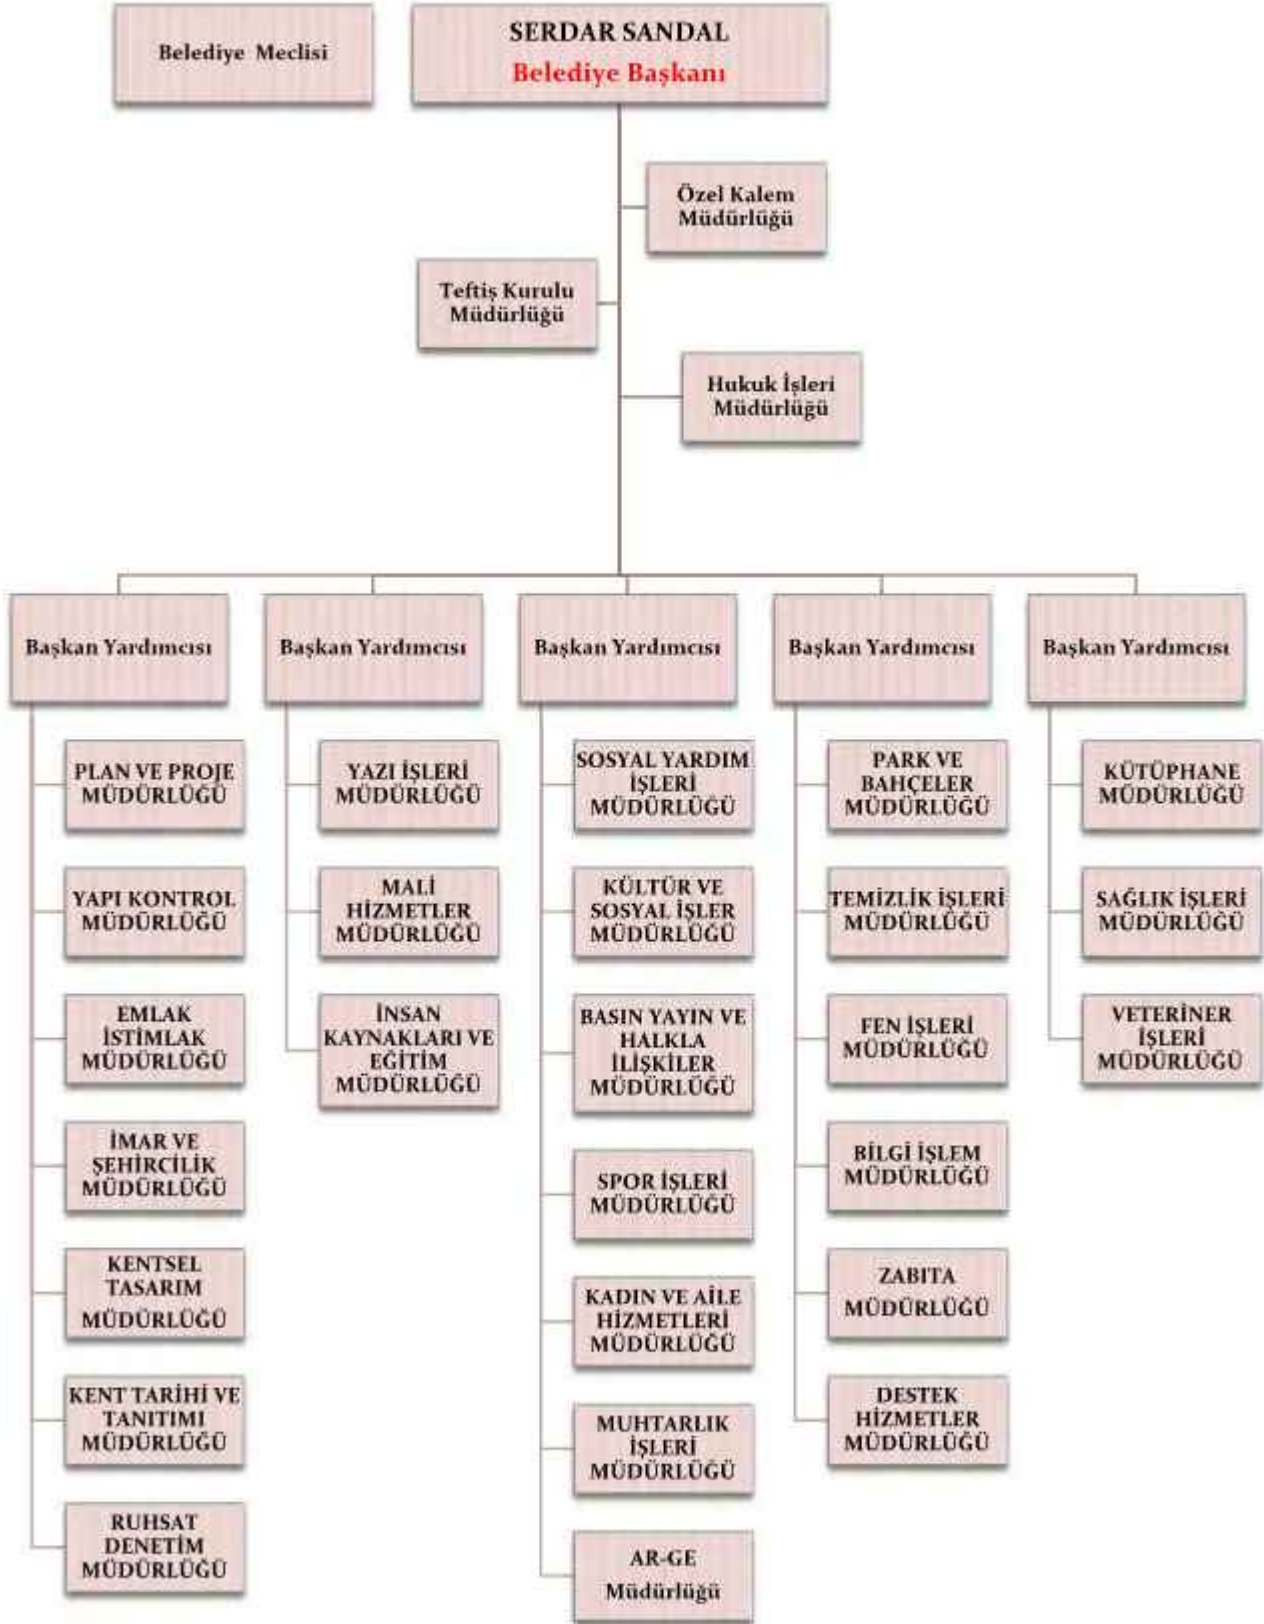 Belediye Meclisi
SERDAR SANDAL
Belediye Başkanı
Özel Kalem
Müdürlüğü
Teftiş Kurulu
Müdürlüğü
Hukuk İşleri
Müdürlüğü
Başkan Yardımcısı
Başkan Yardımcısı
Başkan Yardımcısı
Başkan Yardımcısı
Başkan Yardımcısı
PLAN VE PROJE
MÜDÜRLÜĞÜ
YAPI KONTROL
MÜDÜRLÜĞÜ
EMLAK
İSTİMLAK
MÜDÜRLÜĞÜ
İMAR VE
ŞEHİRCİLİK
MÜDÜRLÜĞÜ
KENTSEL
TASARIM
MÜDÜRLÜĞÜ
KENT TARİHİ VE
TANITIMI
MÜDÜRLÜĞÜ
RUHSAT
DENETİM
MÜDÜRLÜĞÜ
YAZI İŞLERİ
MÜDÜRLÜĞÜ
MALİ
HİZMETLER
MÜDÜRLÜĞÜ
İNSAN
KAYNAKLARI VE
EĞİTİM
MÜDÜRLÜĞÜ
SOSYAL YARDIM
İŞLERİ
MÜDÜRLÜĞÜ
KÜLTÜR VE
SOSYAL İŞLER
MÜDÜRLÜĞÜ
BASIN YAYIN VE
HALKLA
İLİŞKİLER
MÜDÜRLÜĞÜ
SPOR İŞLERİ
MÜDÜRLÜĞÜ
KADIN VE AİLE
HİZMETLERİ
MÜDÜRLÜĞÜ
MUHTARLIK
İŞLERİ
MÜDÜRLÜĞÜ
AR-GE
Müdürlüğü
PARK VE
BAHÇELER
MÜDÜRLÜĞÜ
TEMİZLİK İŞLERİ
MÜDÜRLÜĞÜ
FEN İŞLERİ
MÜDÜRLÜĞÜ
BİLGİ İŞLEM
MÜDÜRLÜĞÜ
ZABITA
MÜDÜRLÜĞÜ
DESTEK
HİZMETLER
MÜDÜRLÜĞÜ
KÜTÜPHANE
MÜDÜRLÜĞÜ
SAĞLIK İŞLERİ
MÜDÜRLÜĞÜ
VETERİNER
İŞLERİ
MÜDÜRLÜĞÜ